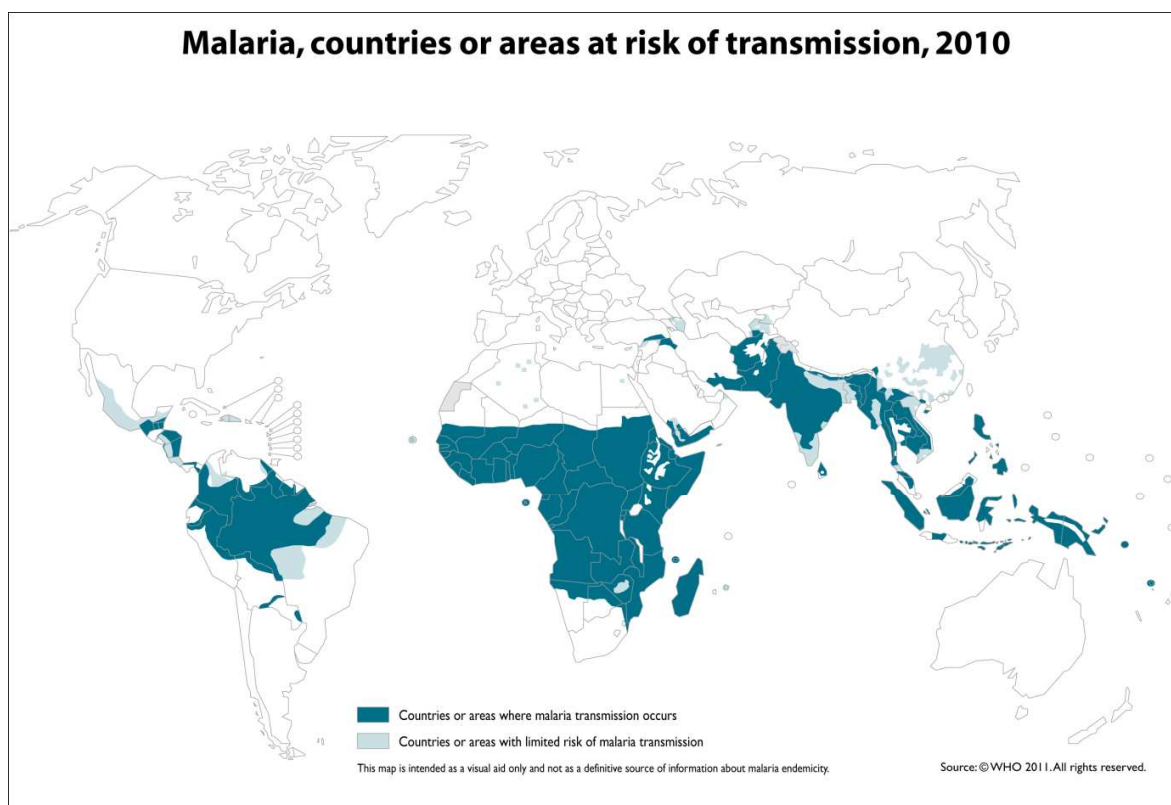 Malaria, countries or areas at risk of transmission, 2010
Countries or areas where malaria transmission occurs
Countries or areas with limited risk of malaria transmission
This map is intended as a visual aid only and not as a definitive source of information about malaria endemicity.
Source: © WHO 2011. All rights reserved.